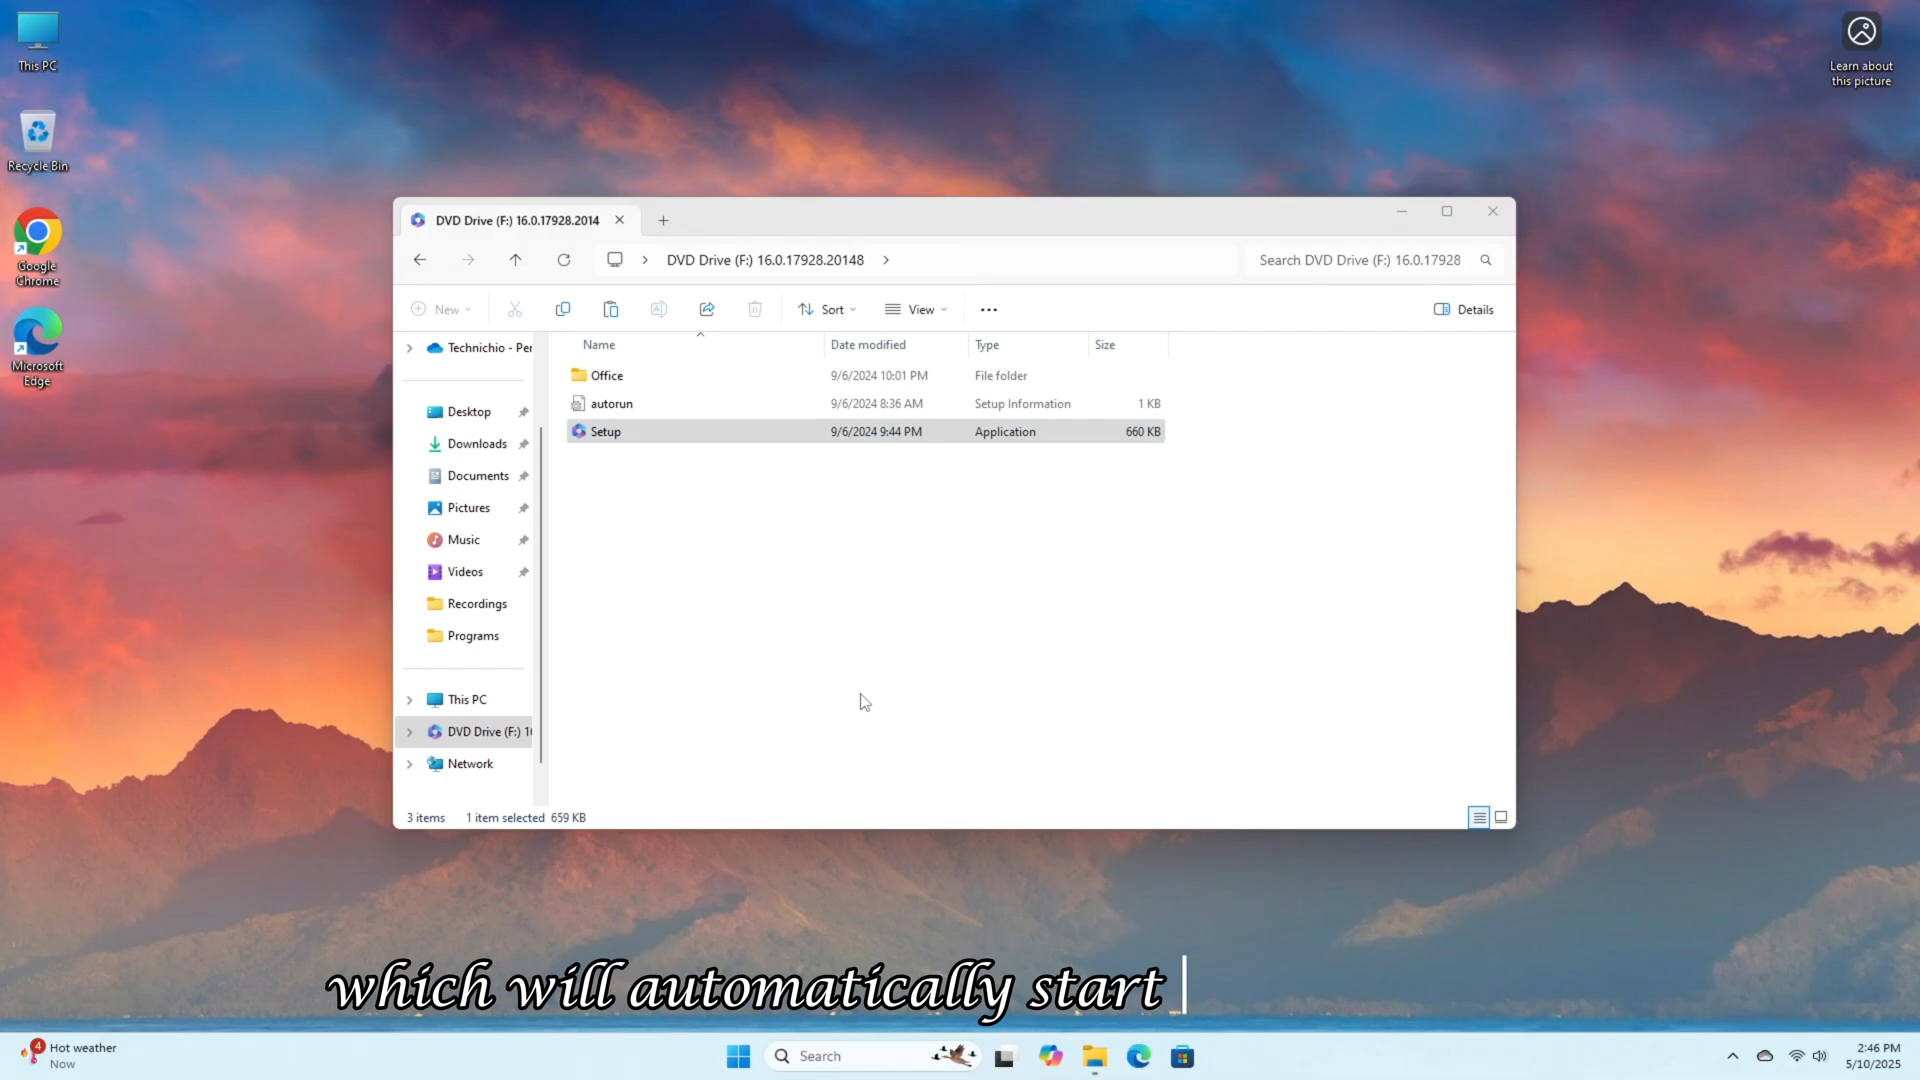 This PC
Learn about
this picture
Recycle Bin
Google
Chrome
Microsoft
Edge
DVD Drive (F:) 16.0.17928.2014
DVD Drive (F:) 16.0.17928.20148
Search DVD Drive (F:) 16.0.17928
New
Sort
View
Details
Name
Date modified
Type
Size
Technichio - Per
Office
9/6/2024 10:01 PM
File folder
autorun
9/6/2024 8:36 AM
Setup Information
1 KB
Setup
9/6/2024 9:44 PM
Application
660 KB
Desktop
Downloads
Documents
Pictures
Music
Videos
Recordings
Programs
This PC
DVD Drive (F:) 16
Network
3 items
1 item selected 659 KB
which will automatically start
4
Hot weather
Now
Search
2:46 PM
5/10/2025